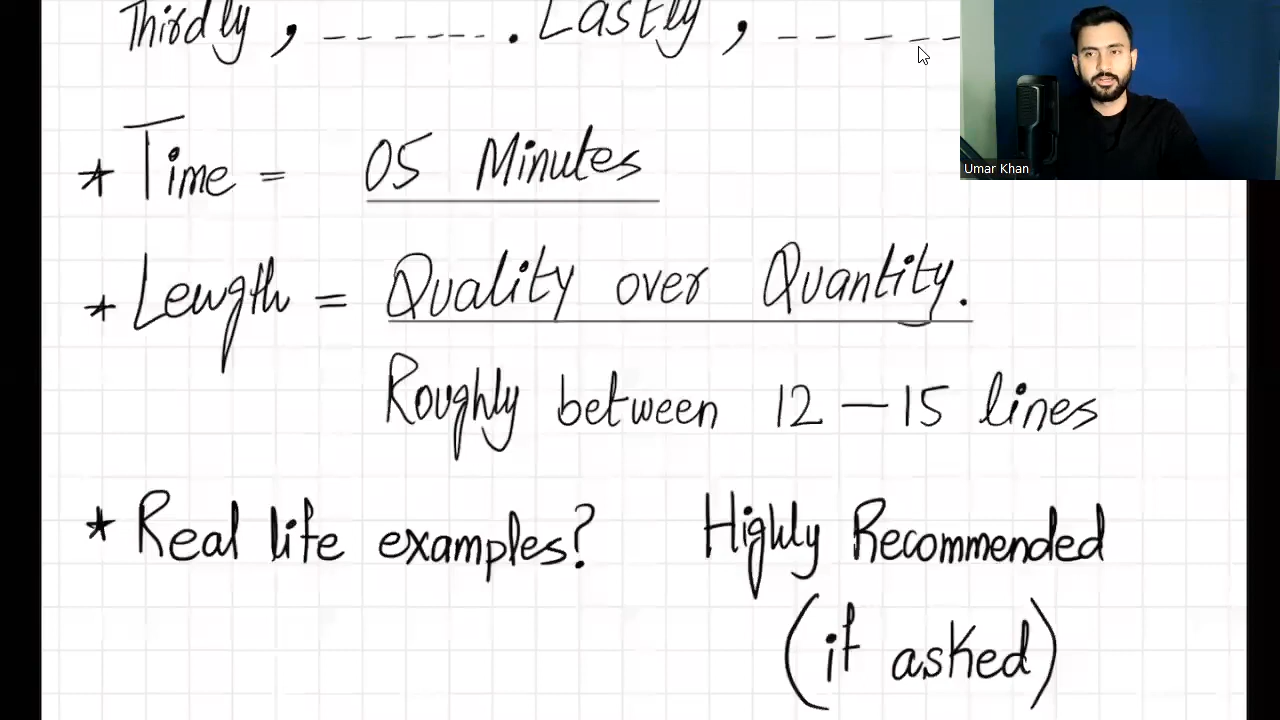 Thirdly, -- ------. Lastly, -- -- ---
Umar Khan
* Time = 05 Minutes
* Length = Quality over Quantity.
Roughly between 12 – 15 lines
* Real life examples? Highly Recommended
(if asked)